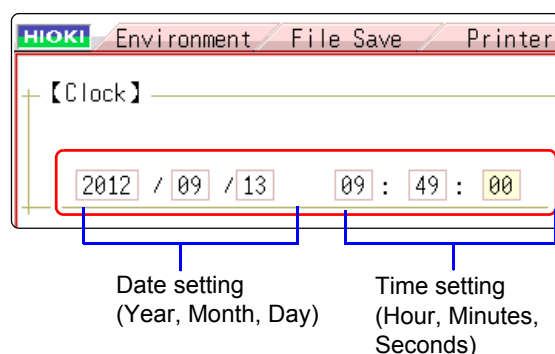 HIOKI Environment File Save Printer
【Clock】
2012 / 09 / 13 09 : 49 : 00
Date setting
(Year, Month, Day)
Time setting
(Hour, Minutes,
Seconds)